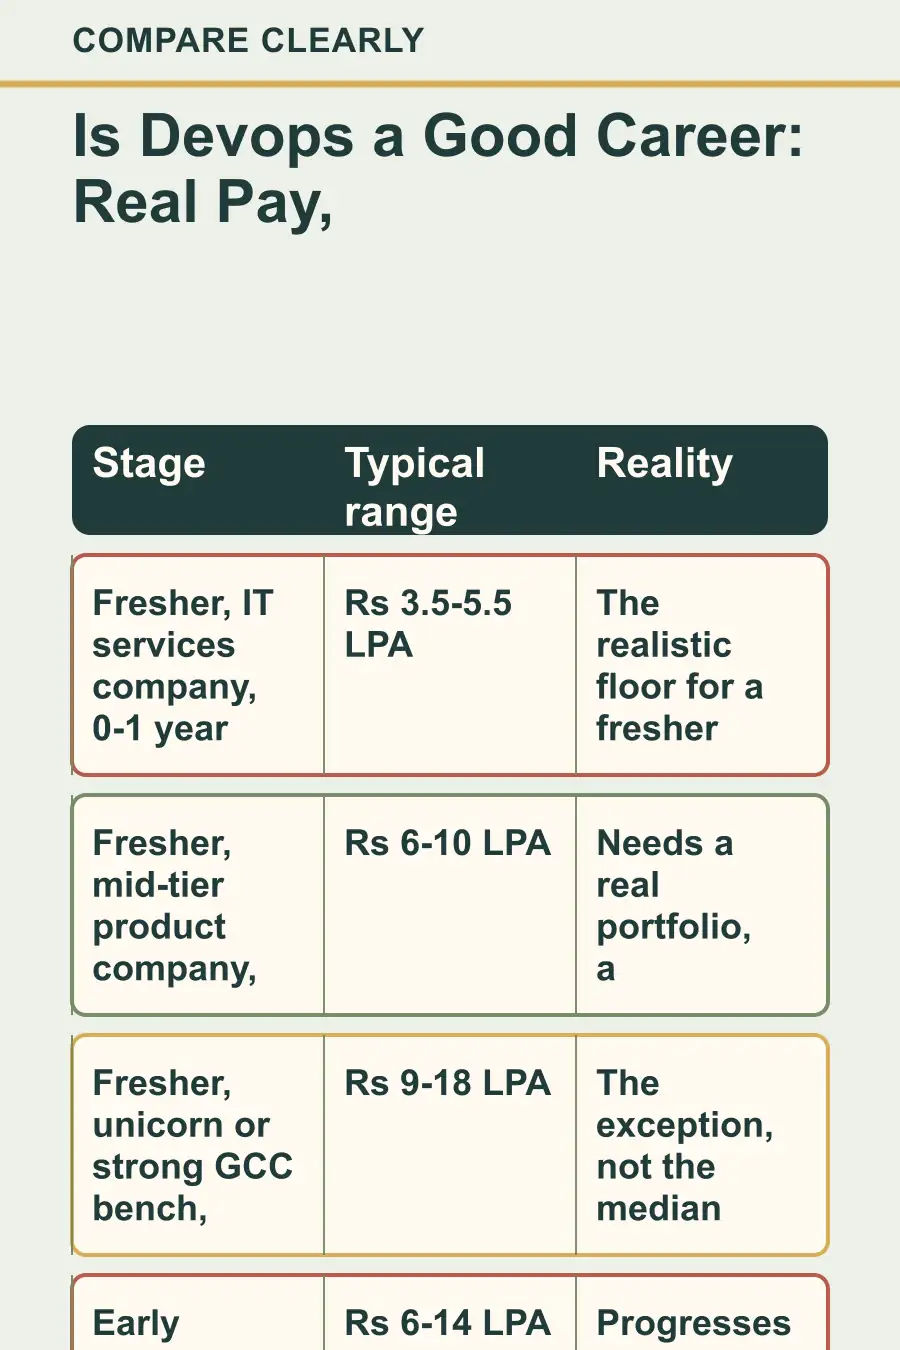 COMPARE CLEARLY
Is Devops a Good Career:
Real Pay,
Stage
Typical
range
Reality
Fresher, IT
services
company,
0-1 year
Rs 3.5-5.5
LPA
The
realistic
floor for a
fresher
Fresher,
mid-tier
product
company,
Rs 6-10 LPA
Needs a
real
portfolio,
a
Fresher,
unicorn or
strong GCC
bench,
Rs 9-18 LPA
The
exception,
not the
median
Early
Rs 6-14 LPA
Progresses